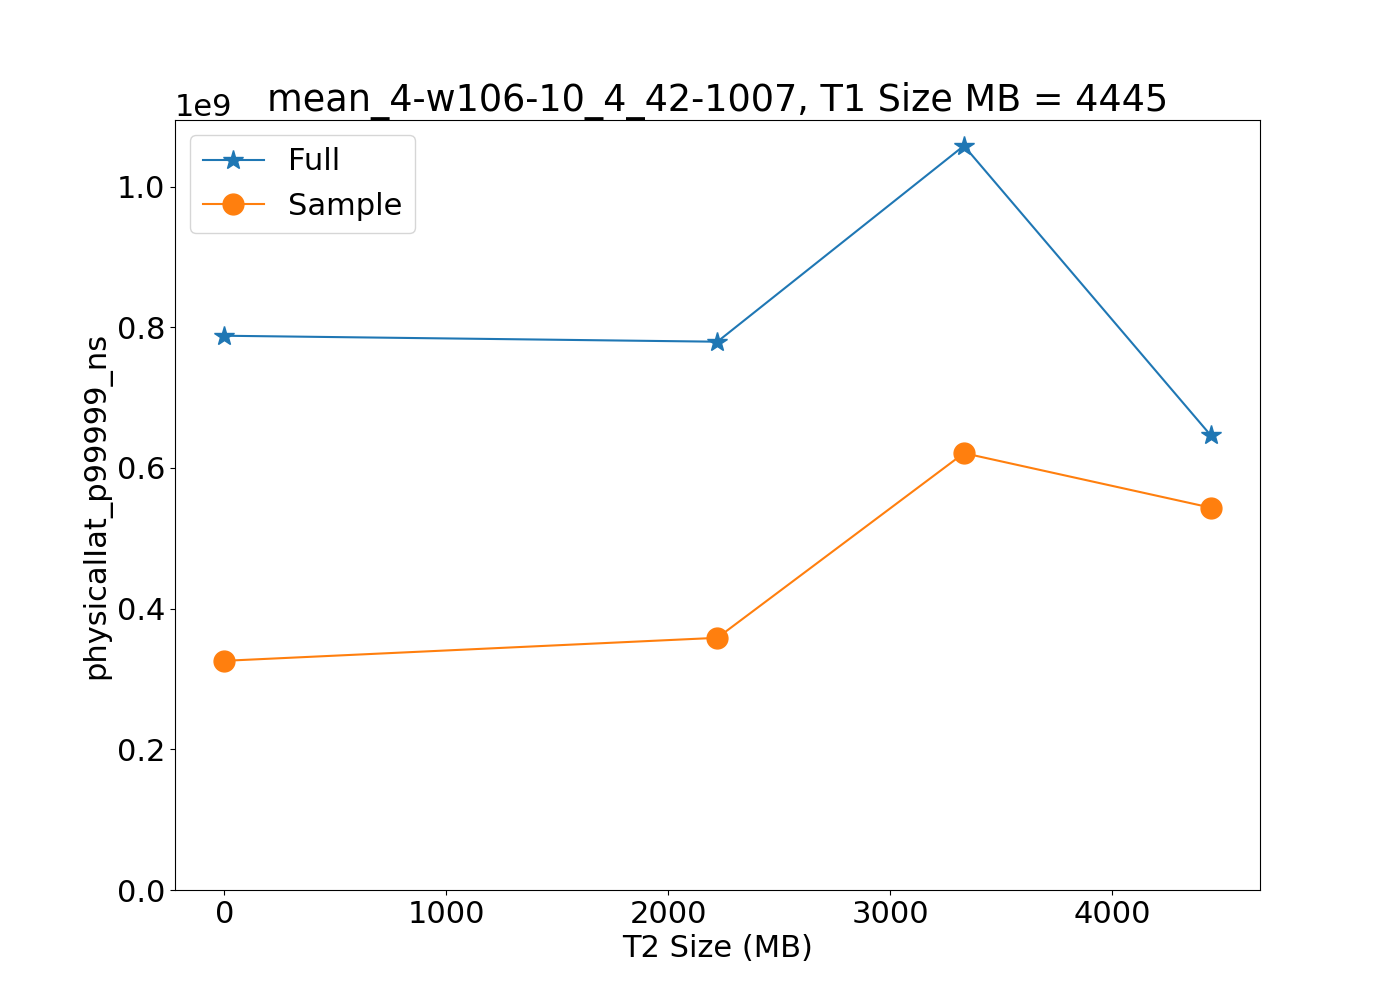 1e9
mean_4-w106-10_4_42-1007, T1 Size MB = 4445
Full
Sample
physicallat_p99999_ns
1.0
0.8
0.6
0.4
0.2
0.0
0 1000 2000 3000 4000
T2 Size (MB)